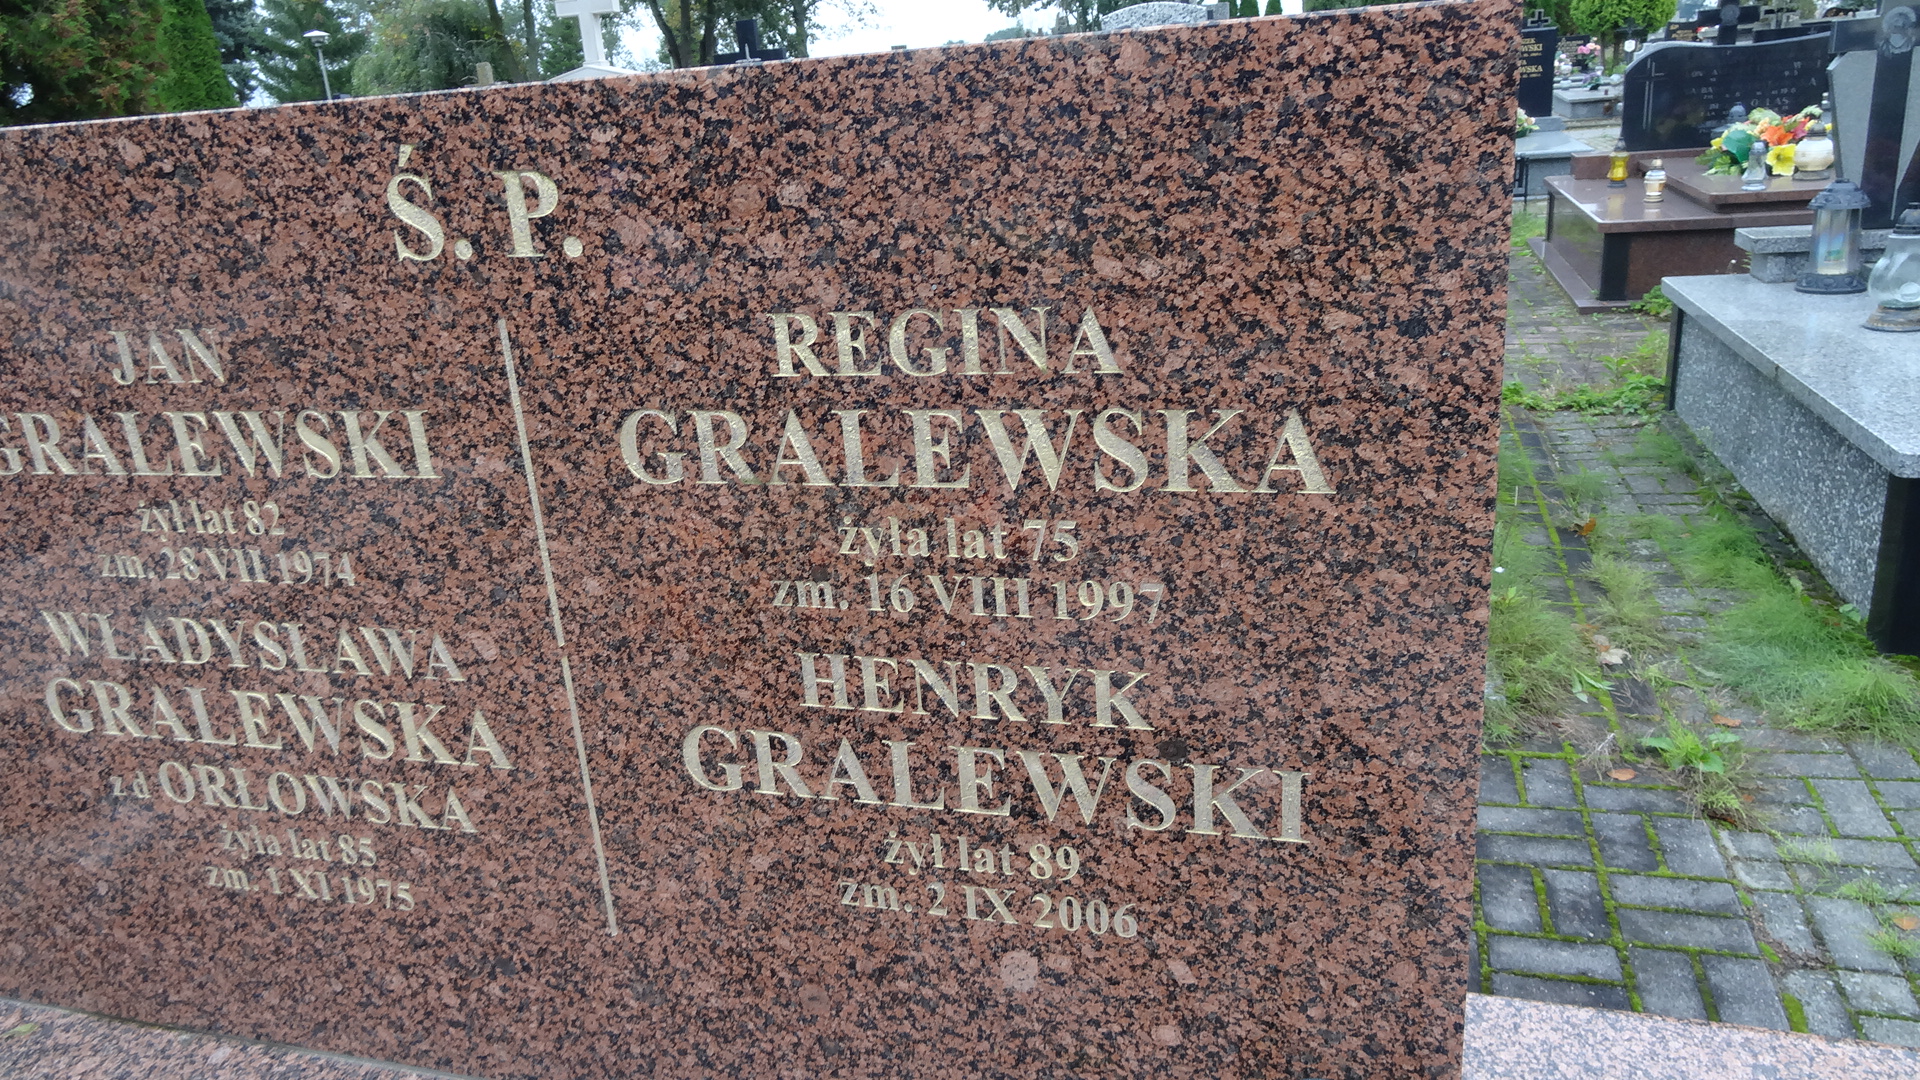 Ś. P.
JAN
GRALEWSKI
żył lat 82
zm. 28 VII 1974
WŁADYSŁAWA
GRALEWSKA
z d ORŁOWSKA
żyła lat 85
zm. 1 XI 1975
REGINA
GRALEWSKA
żyła lat 75
zm. 16 VIII 1997
HENRYK
GRALEWSKI
żył lat 89
zm. 2 IX 2006